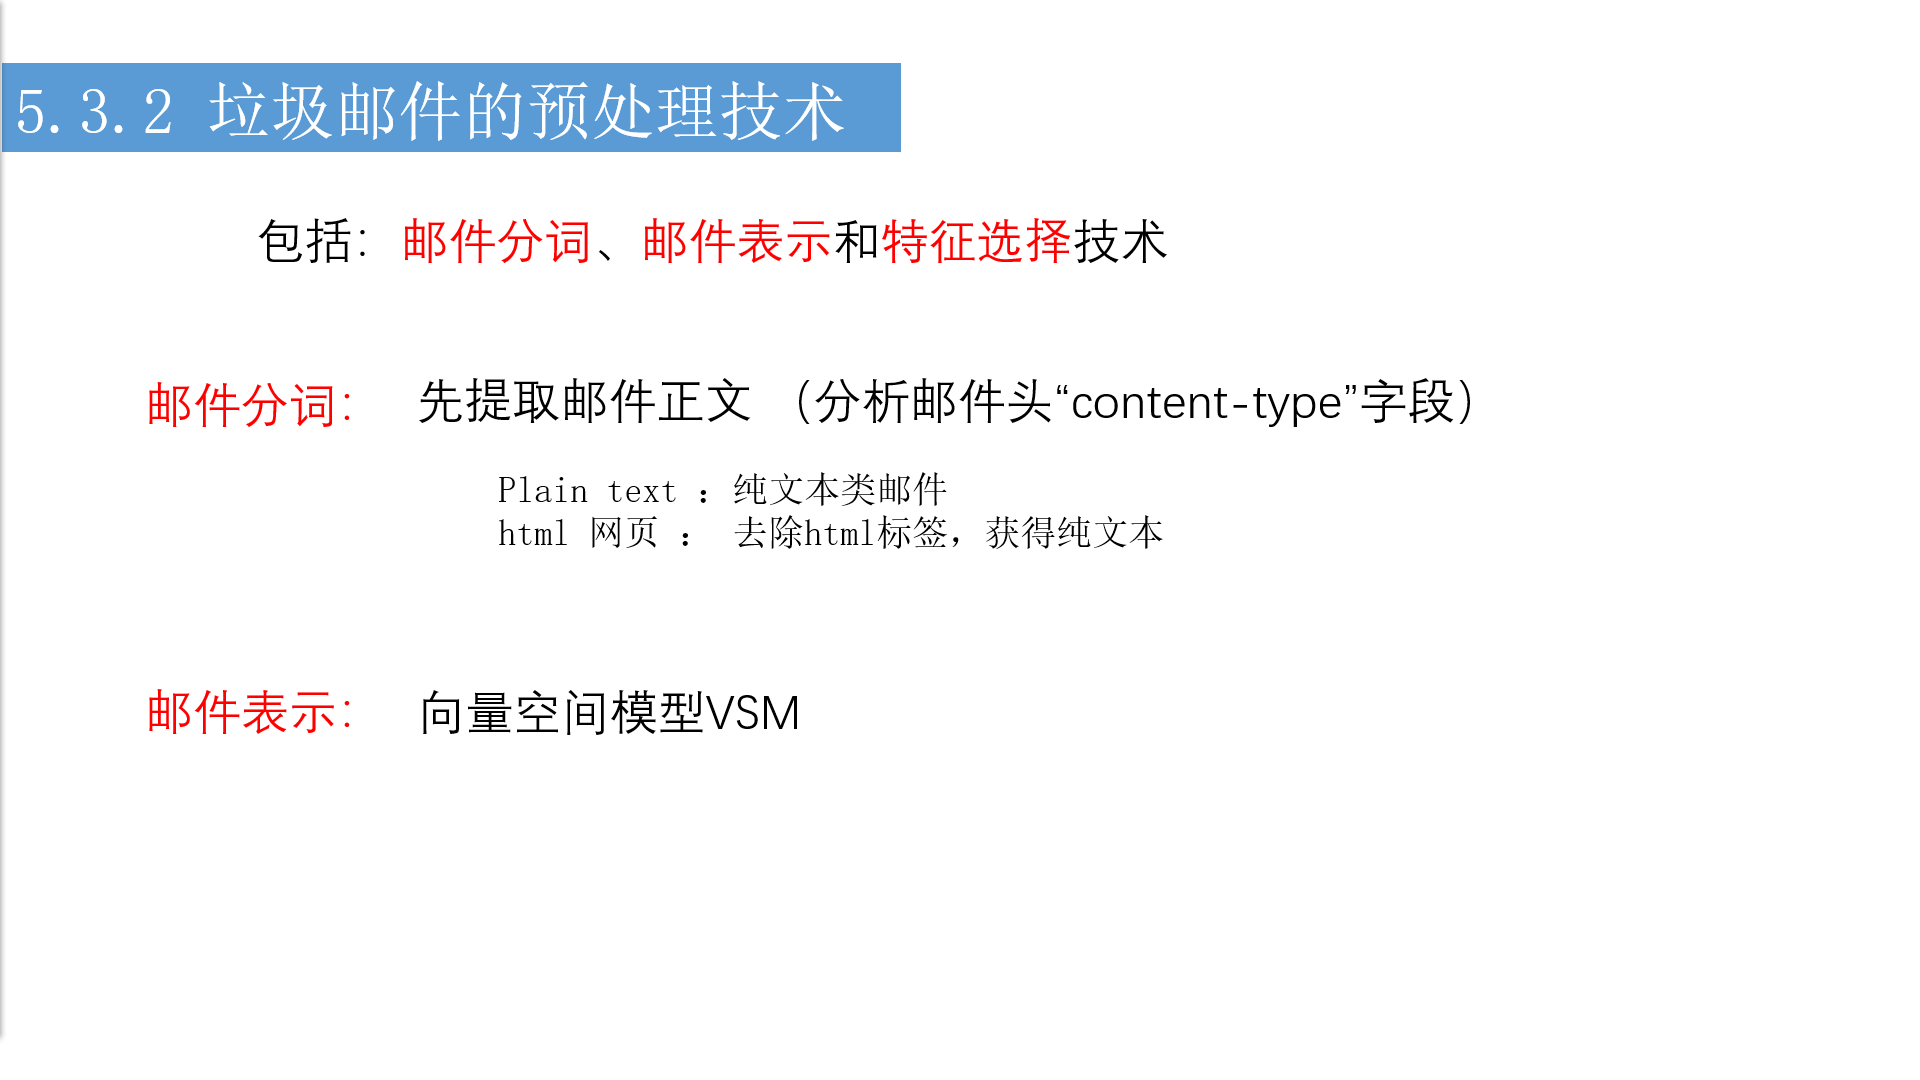 5.3.2 垃圾邮件的预处理技术
包括：邮件分词、邮件表示和特征选择技术
邮件分词： 先提取邮件正文 （分析邮件头“content-type”字段）
Plain text ：纯文本类邮件
html 网页 ： 去除html标签，获得纯文本
邮件表示： 向量空间模型VSM